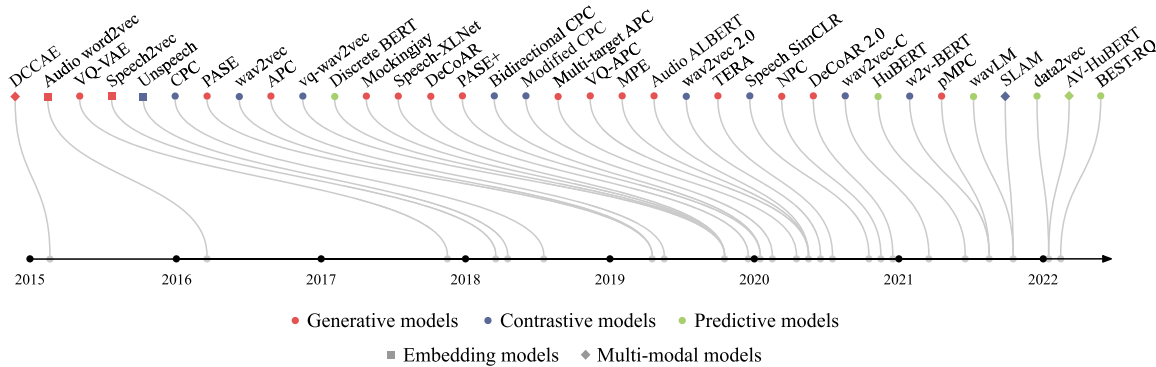 DCCAE
Audio word2vec
VQ-VAE
Speech2vec
Unspeech
CPC
PASE
wav2vec
APC
vq-wav2vec
Discrete BERT
Mockingjay
Speech-XLNet
DeCoAR
PASE+
Bidirectional CPC
Modified CPC
Multi-target APC
VQ-APC
MPE
Audio ALBERT
wav2vec 2.0
TERA
Speech SimCLR
NPC
DeCoAR 2.0
wav2vec-C
HuBERT
w2v-BERT
pMPC
wavLM
SLAM
data2vec
AV-HuBERT
BEST-RQ
2015 2016 2017 2018 2019 2020 2021 2022
Generative models Contrastive models Predictive models
Embedding models Multi-modal models